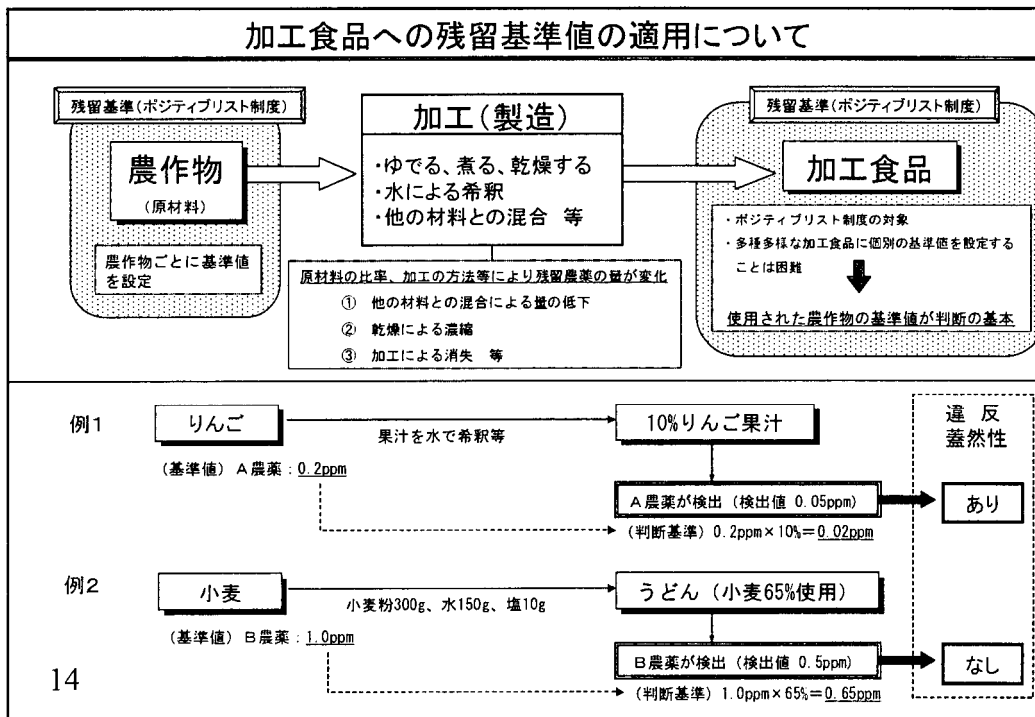 加工食品への残留基準値の適用について
残留基準(ポジティブリスト制度)
農作物
(原材料)
農作物ごとに基準値
を設定
加工(製造)
・ゆでる、煮る、乾燥する
・水による希釈
・他の材料との混合 等
原材料の比率、加工の方法等により残留農薬の量が変化
① 他の材料との混合による量の低下
② 乾燥による濃縮
③ 加工による消失 等
残留基準(ポジティブリスト制度)
加工食品
・ポジティブリスト制度の対象
・多種多様な加工食品に個別の基準値を設定する
ことは困難
使用された農作物の基準値が判断の基本
例1
りんご
果汁を水で希釈等
10%りんご果汁
(基準値) A農薬:0.2ppm
A農薬が検出 (検出値 0.05ppm)
(判断基準) 0.2ppm×10%=0.02ppm
違 反
蓋然性
あり
例2
小麦
小麦粉300g、水150g、塩10g
うどん (小麦65%使用)
(基準値) B農薬:1.0ppm
B農薬が検出 (検出値 0.5ppm)
(判断基準) 1.0ppm×65%=0.65ppm
なし
14